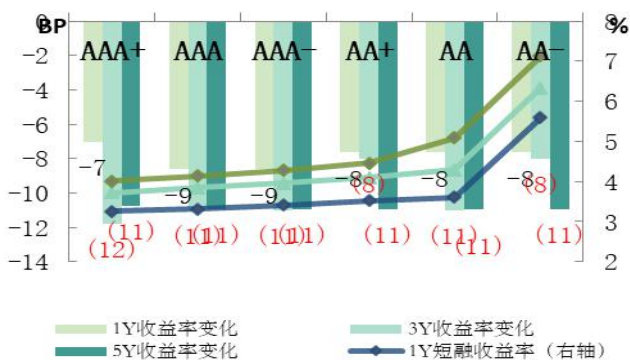 BP %
0 8
-2 AAA+ AAA AAA- AA+ AA AA- 7
-4 6
-6 5
-8 -7 -9 -9 -8 -8 -8 4
(8) (8)
-10 3
-12 (12) (11) (11) (11) (11) (11) (11) (11) (11) (11)
-14 2
1Y收益率变化 3Y收益率变化
5Y收益率变化 1Y短融收益率（右轴）